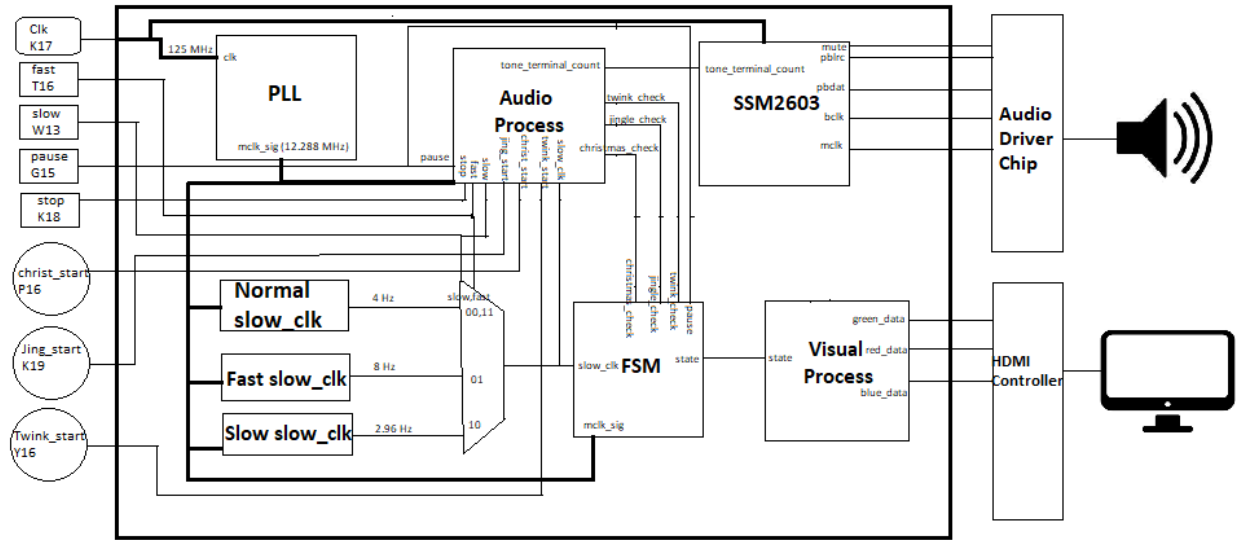 Clk
K17
fast
T16
slow
W13
pause
G15
stop
K18
christ_start
P16
Jing_start
K19
Twink_start
Y16
125 MHz
clk
PLL
mclk_sig (12.288 MHz)
tone_terminal_count
Audio
Process
twink_check
jingle_check
christmas_check
pause
stop
fast
slow
jing_start
christ_start
twink_start
slow_clk
tone_terminal_count
SSM2603
mute
pblrc
pbdat
bclk
mclk
Audio
Driver
Chip
Normal
slow_clk
4 Hz
Fast slow_clk
8 Hz
Slow slow_clk
2.96 Hz
slow,fast
00,11
01
10
christmas_check
jingle_check
twink_check
pause
slow_clk
FSM
state
mclk_sig
state
Visual
Process
green_data
red_data
blue_data
HDMI
Controller